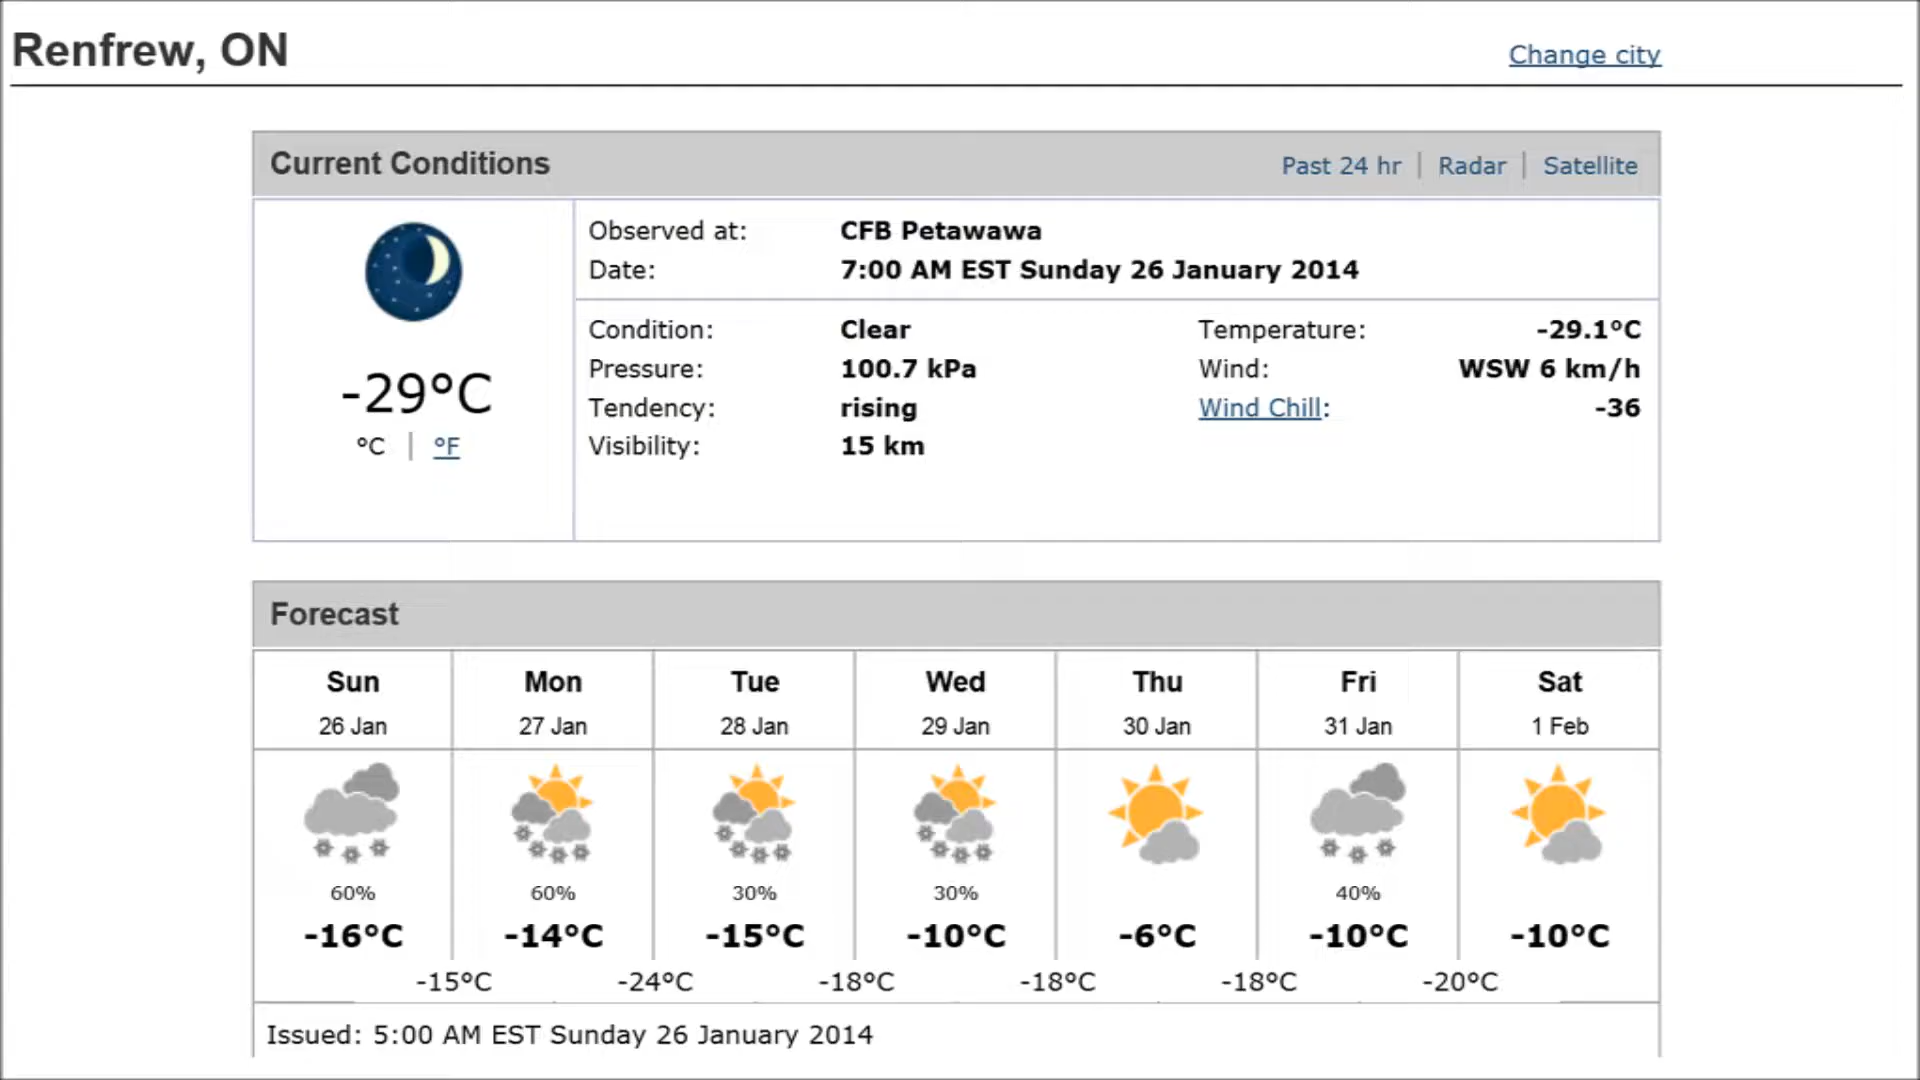 Renfrew, ON
Change city
Current Conditions
Past 24 hr | Radar | Satellite
Observed at: CFB Petawawa
Date: 7:00 AM EST Sunday 26 January 2014
-29°C
°C | °F
Condition: Clear Temperature: -29.1°C
Pressure: 100.7 kPa Wind: WSW 6 km/h
Tendency: rising Wind Chill: -36
Visibility: 15 km
Forecast
Sun Mon Tue Wed Thu Fri Sat
26 Jan 27 Jan 28 Jan 29 Jan 30 Jan 31 Jan 1 Feb
60% 60% 30% 30% 40%
-16°C -14°C -15°C -10°C -6°C -10°C -10°C
-15°C -24°C -18°C -18°C -18°C -20°C
Issued: 5:00 AM EST Sunday 26 January 2014